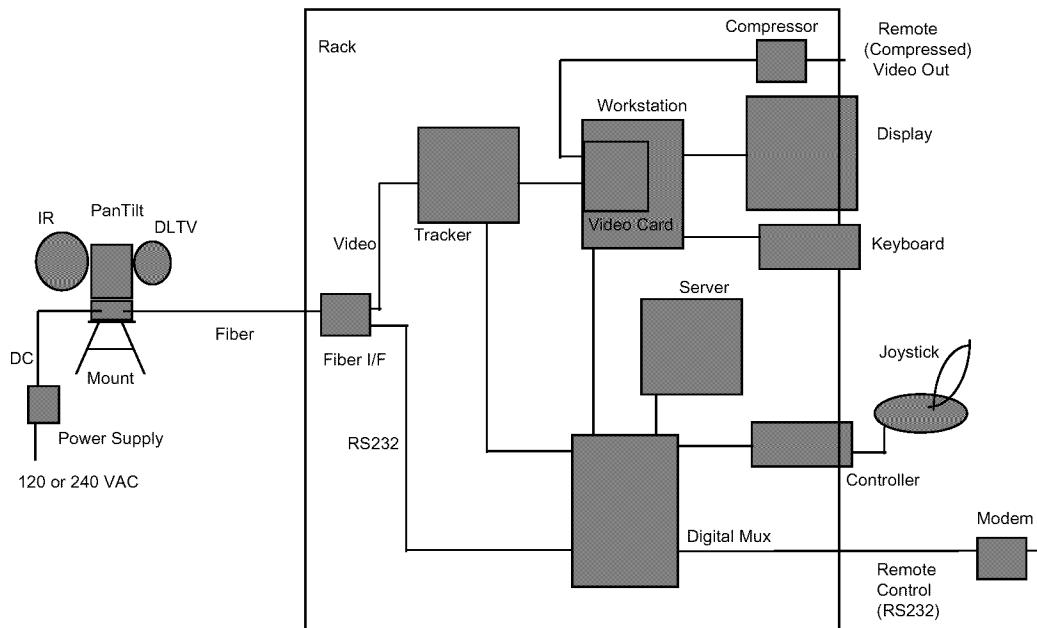 Compressor
Remote
(Compressed)
Video Out
Rack
Workstation
Display
PanTilt
IR
DLTV
Video
Tracker
Video Card
Keyboard
Server
Fiber
DC
Mount
Fiber I/F
Joystick
Power Supply
RS232
120 or 240 VAC
Controller
Modem
Digital Mux
Remote
Control
(RS232)